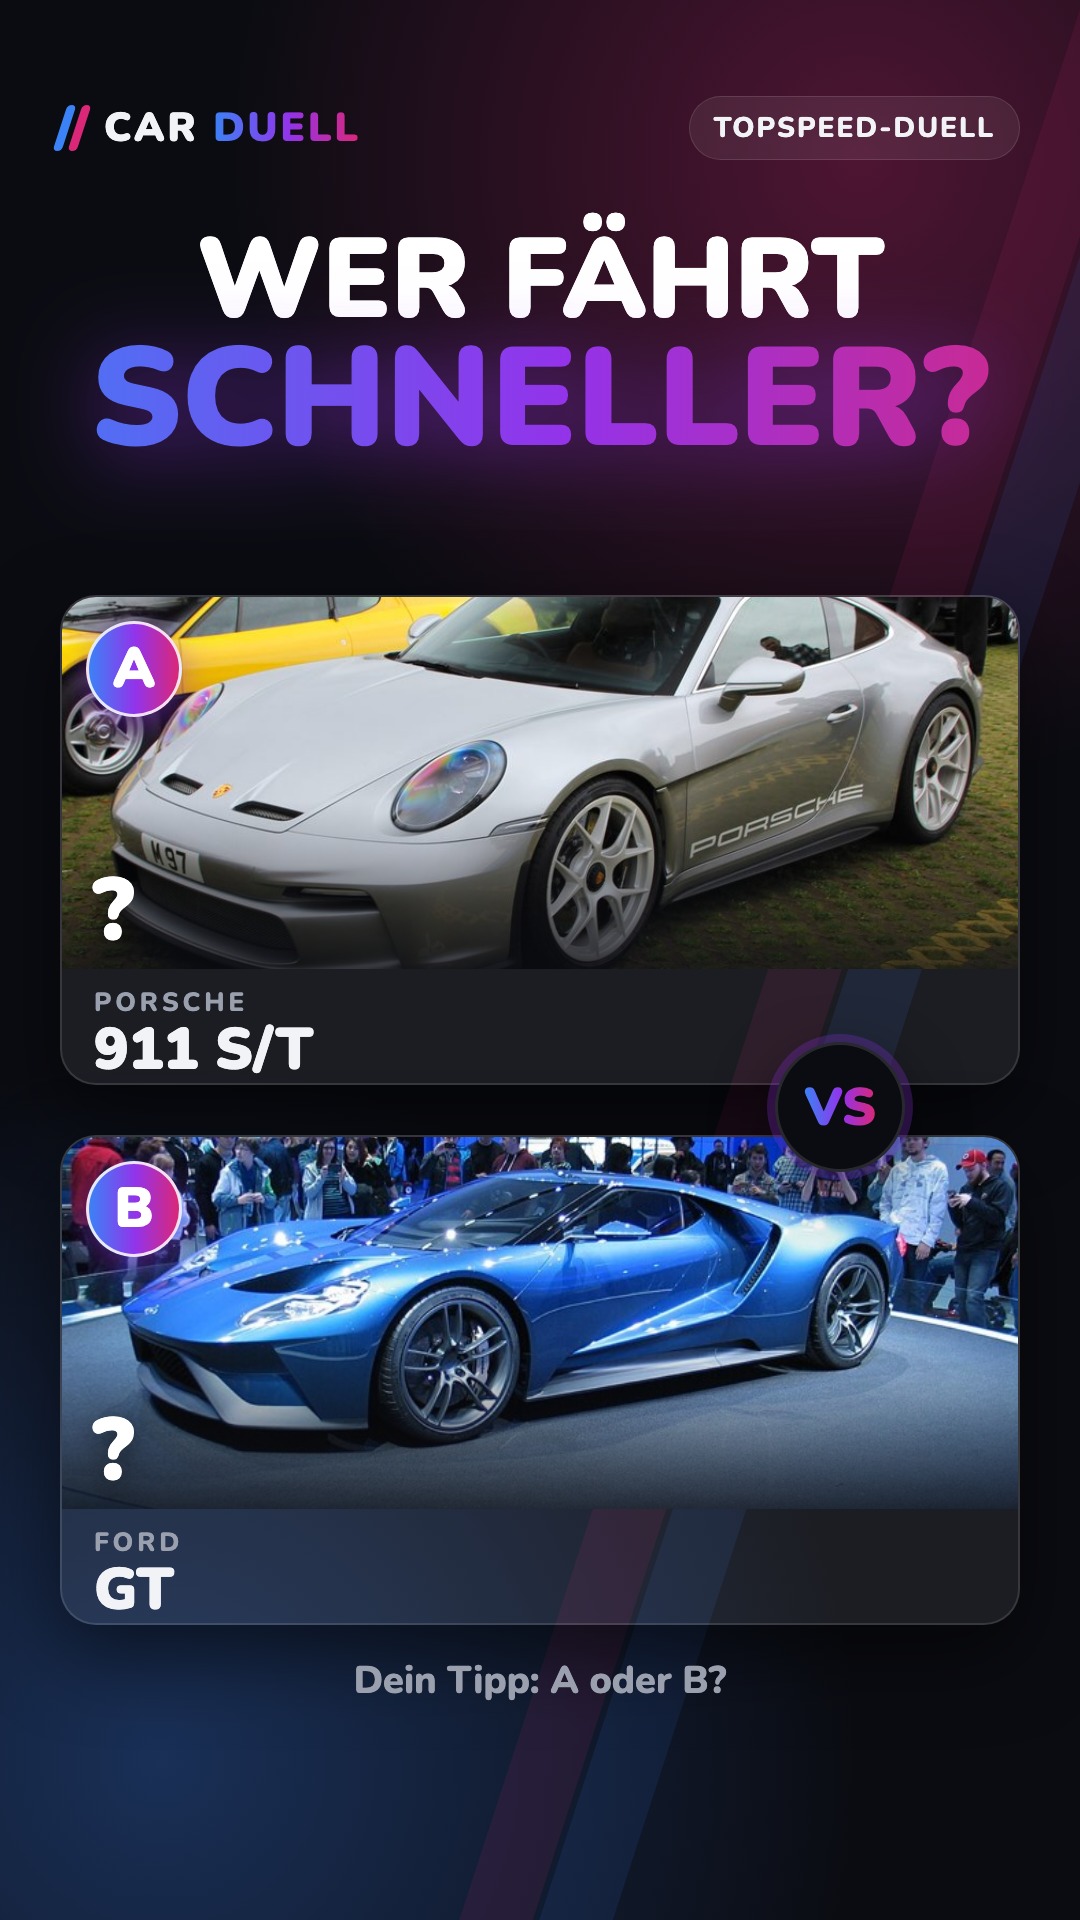 CAR DUELL
TOPSPEED-DUELL
WER FÄHRT
SCHNELLER?
A
M 97
PORSCHE
?
PORSCHE
911 S/T
VS
B
?
FORD
GT
Dein Tipp: A oder B?